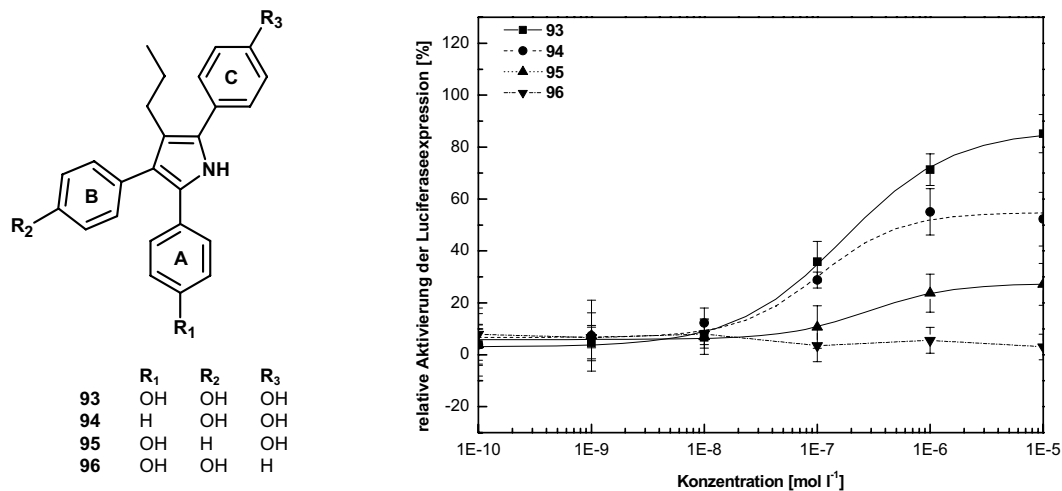 R3
C
NH
B
R2
A
R1
R1 R2 R3
93 OH OH OH
94 H OH OH
95 OH H OH
96 OH OH H
relative Aktivierung der Luciferaseexpression [%]
120
100
80
60
40
20
0
-20
93
94
95
96
1E-10 1E-9 1E-8 1E-7 1E-6 1E-5
Konzentration [mol l-1]